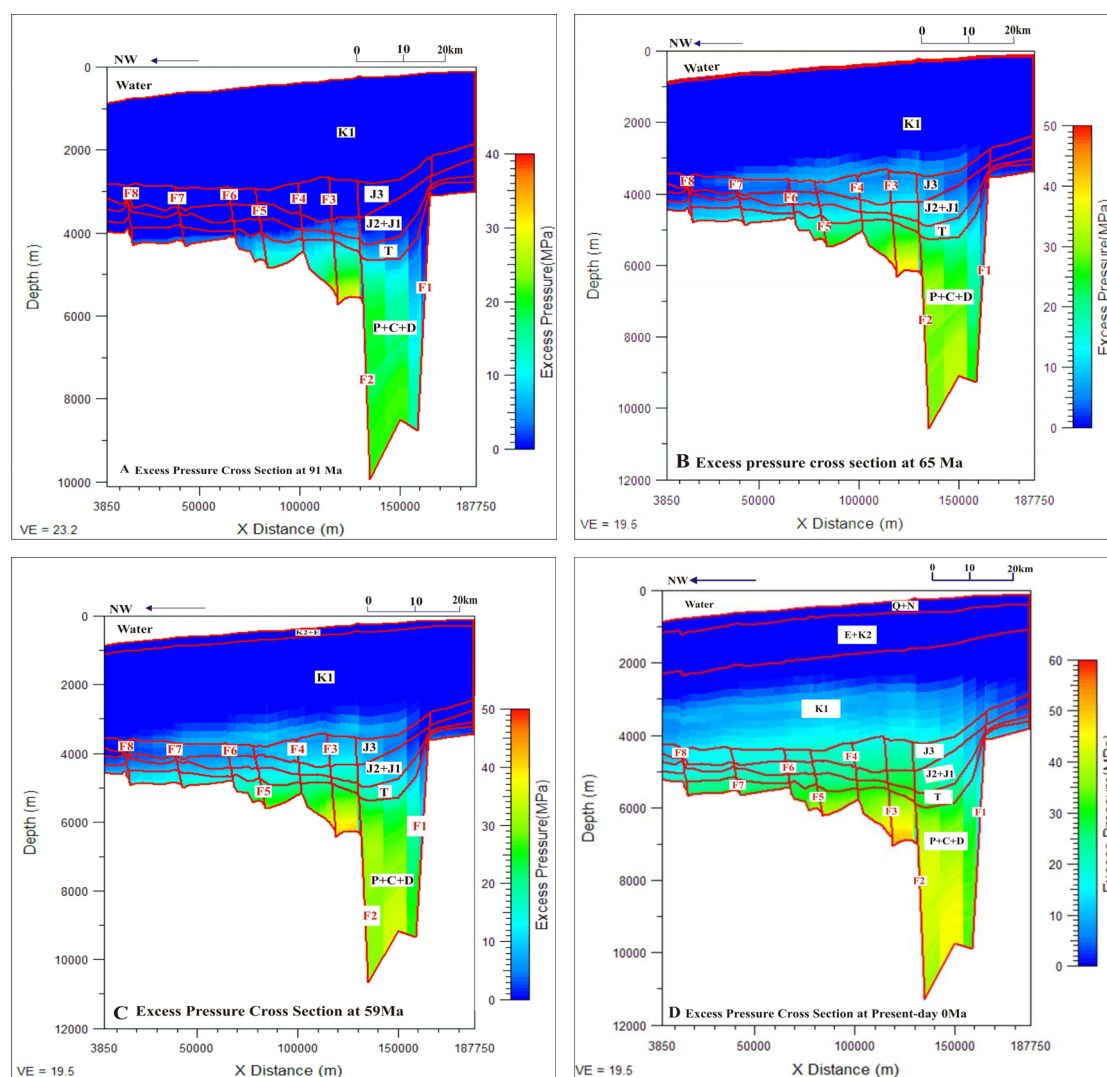 NW
0 10 20km
0
Water
K1
2000
F8
F7
F6
F5
F4
F3
J3
J2+J1
4000
T
F1
6000
P+C+D
F2
8000
A Excess Pressure Cross Section at 91 Ma
10000
3850 50000 100000 150000 187750
VE = 23.2
X Distance (m)
Depth (m)
40
30
20
10
0
Excess Pressure(MPa)
NW
0 10 20km
0
Water
K1
2000
F8
F7
F6
F5
F4
F3
J3
4000
J2+J1
T
F1
6000
P+C+D
F2
8000
10000
B Excess pressure cross section at 65 Ma
12000
3850 50000 100000 150000 187750
VE = 19.5
X Distance (m)
Depth (m)
50
40
30
20
10
0
Excess Pressure(MPa)
NW
0 10 20km
0
Water
K2+E
K1
2000
F8
F7
F6
F4
F3
J3
4000
J2+J1
F5
T
F1
6000
P+C+D
8000
F2
10000
C Excess Pressure Cross Section at 59Ma
12000
3850 50000 100000 150000 187750
VE = 19.5
X Distance (m)
Depth (m)
50
40
30
20
10
0
Excess Pressure(MPa)
NW
0 10 20km
0
Water
Q+N
E+K2
2000
K1
4000
F8
F4
J3
F6
J2+J1
F7
F5
T
6000
F3
F1
P+C+D
8000
F2
10000
D Excess Pressure Cross Section at Present-day 0Ma
12000
3850 50000 100000 150000 187750
VE = 19.5
X Distance (m)
Depth (m)
60
50
40
30
20
10
0